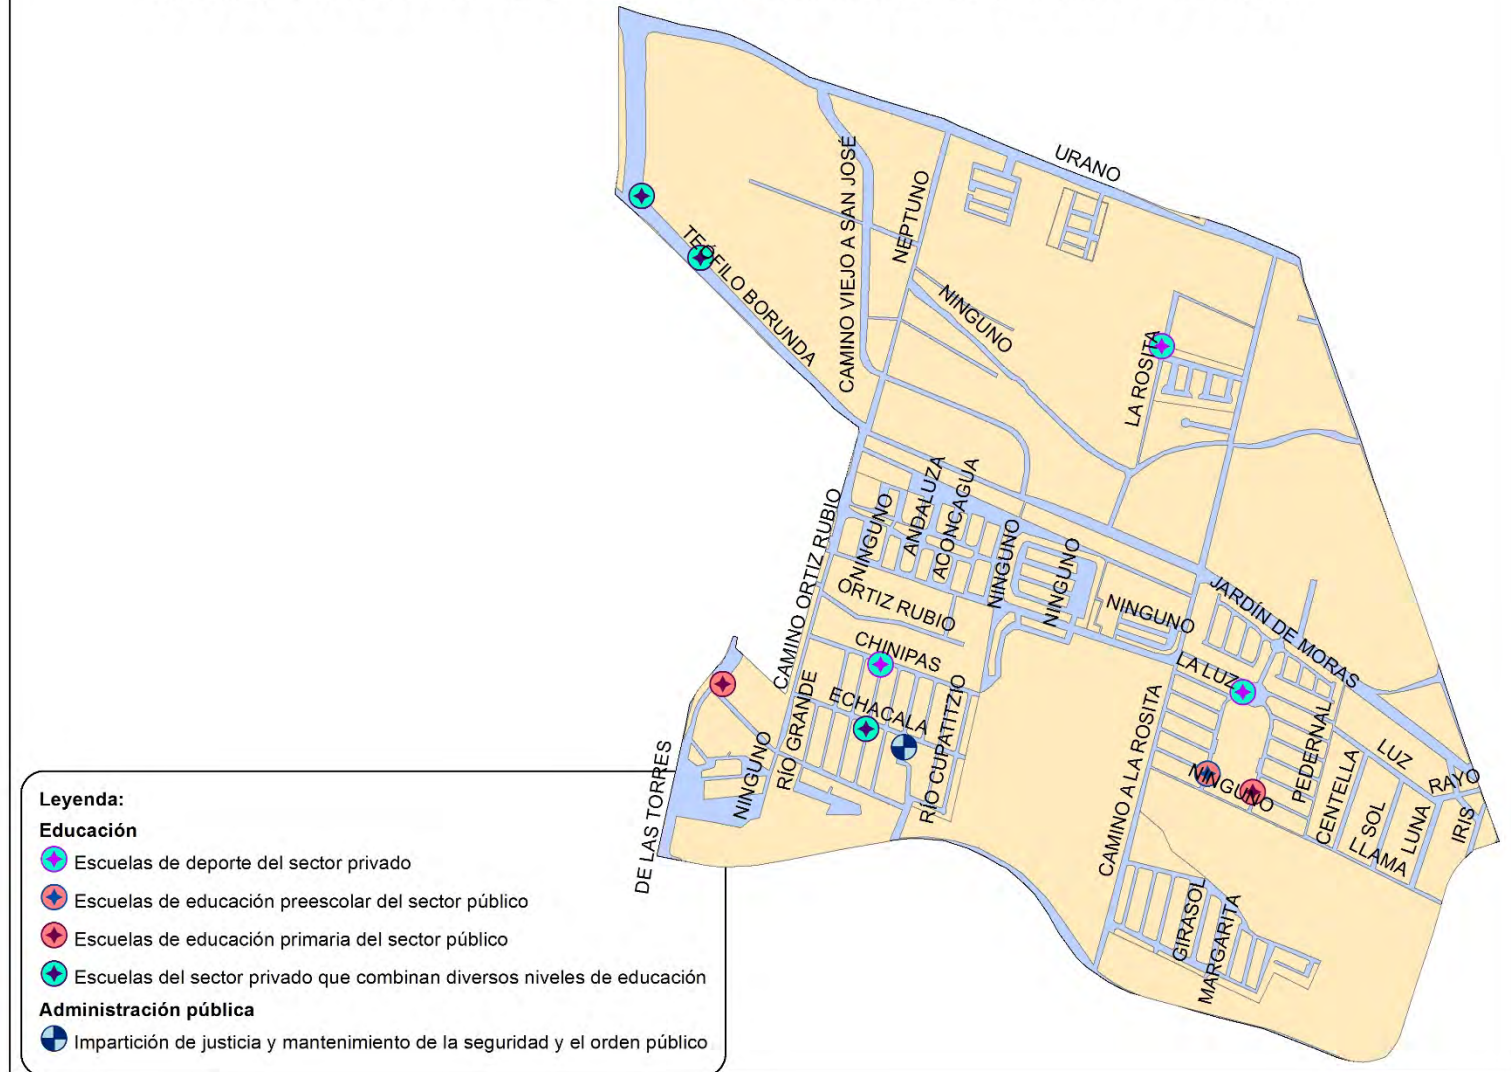 URANO
CAMINO VIEJO A SAN JOSÉ
NEPTUNO
TEÓFILO BORUNDA
NINGUNO
LA ROSITA
CAMINO ORTIZ RUBIO
NINGUNO
ANDALUZA
ACONCAGUA
NINGUNO
NINGUNO
ORTIZ RUBIO
NINGUNO
JARDÍN DE MORAS
CHINIPAS
LA LUZ
ECHACALA
RÍO GRANDE
RÍO CUPATITZIO
CAMINO A LA ROSITA
PEDERNAL
LUZ
NINGUNO
NINGUNO
RAYO
DE LAS TORRES
CENTELLA
SOL
LUNA
IRIS
LLAMA
GIRASOL
MARGARITA
Leyenda:
Educación
Escuelas de deporte del sector privado
Escuelas de educación preescolar del sector público
Escuelas de educación primaria del sector público
Escuelas del sector privado que combinan diversos niveles de educación
Administración pública
Impartición de justicia y mantenimiento de la seguridad y el orden público